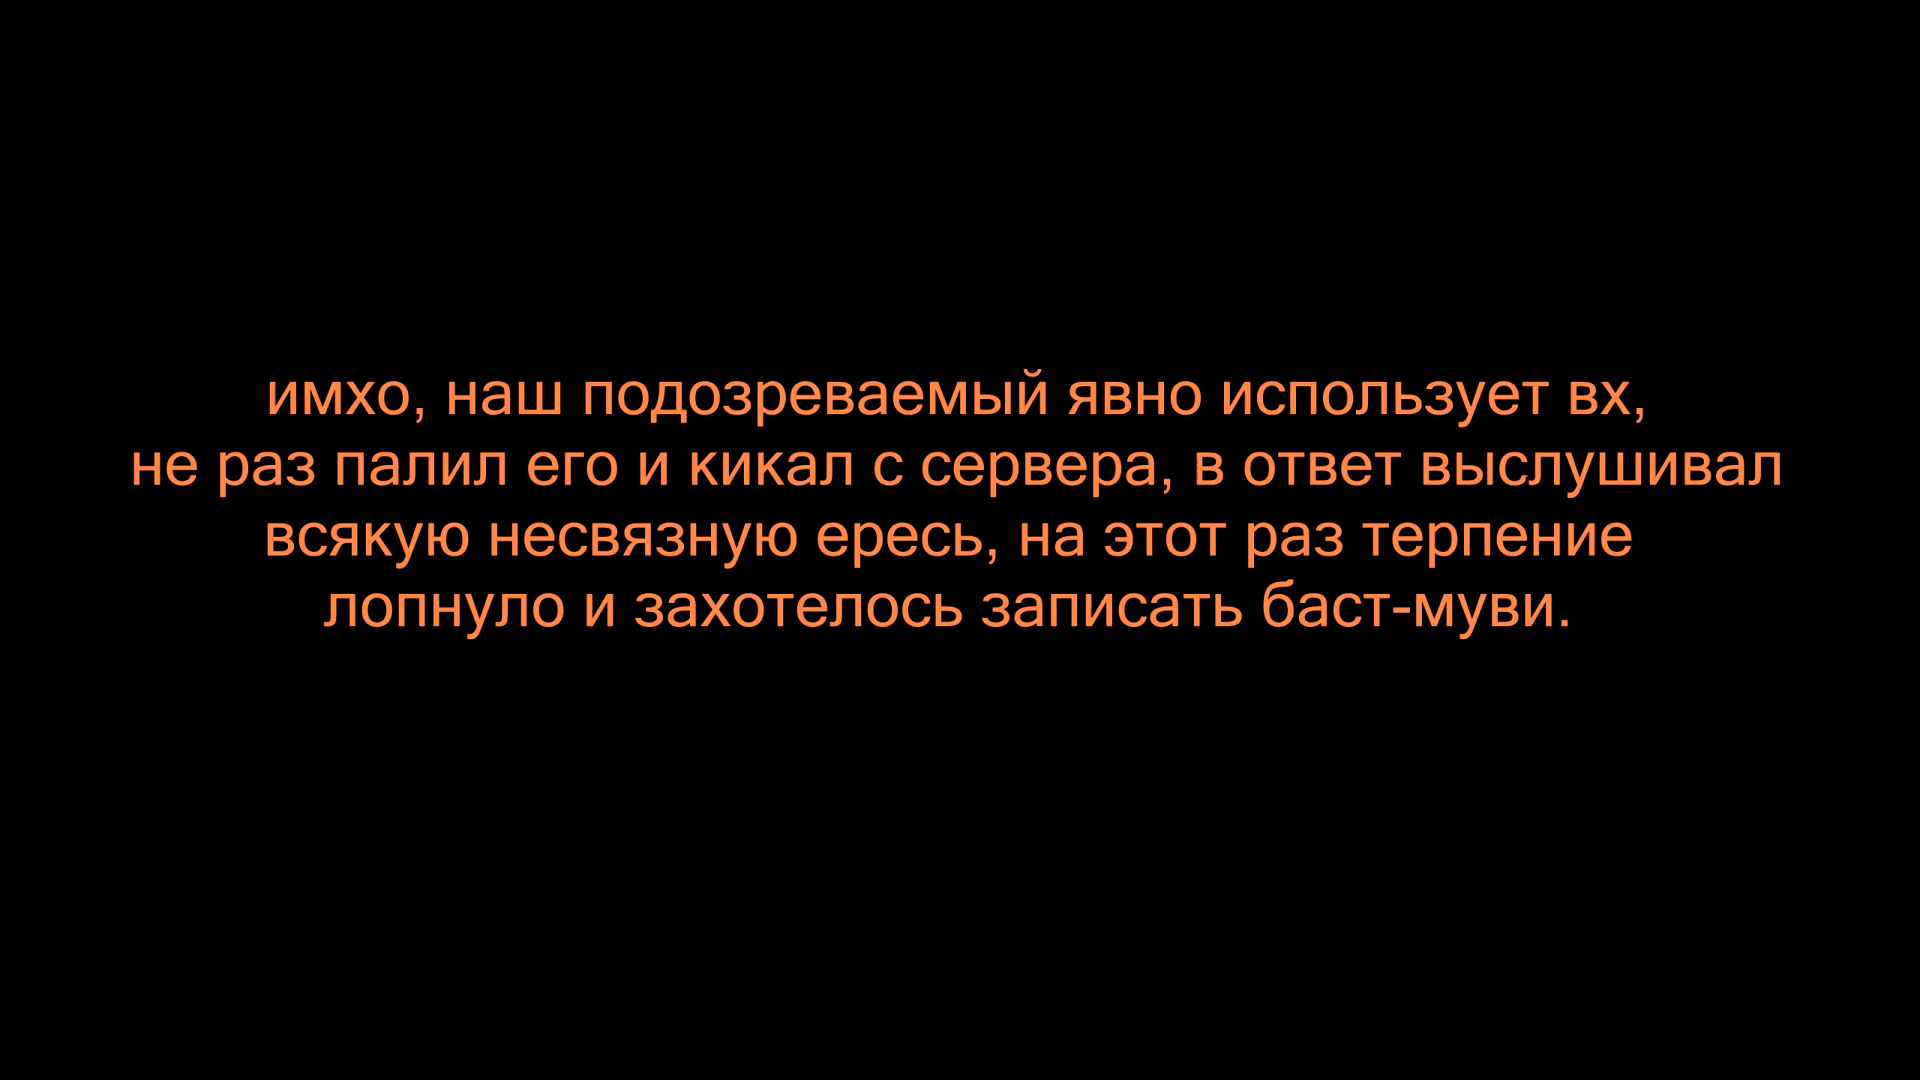 имхо, наш подозреваемый явно использует вх,
не раз палил его и кикал с сервера, в ответ выслушивал
всякую несвязную ересь, на этот раз терпение
лопнуло и захотелось записать баст-муви.